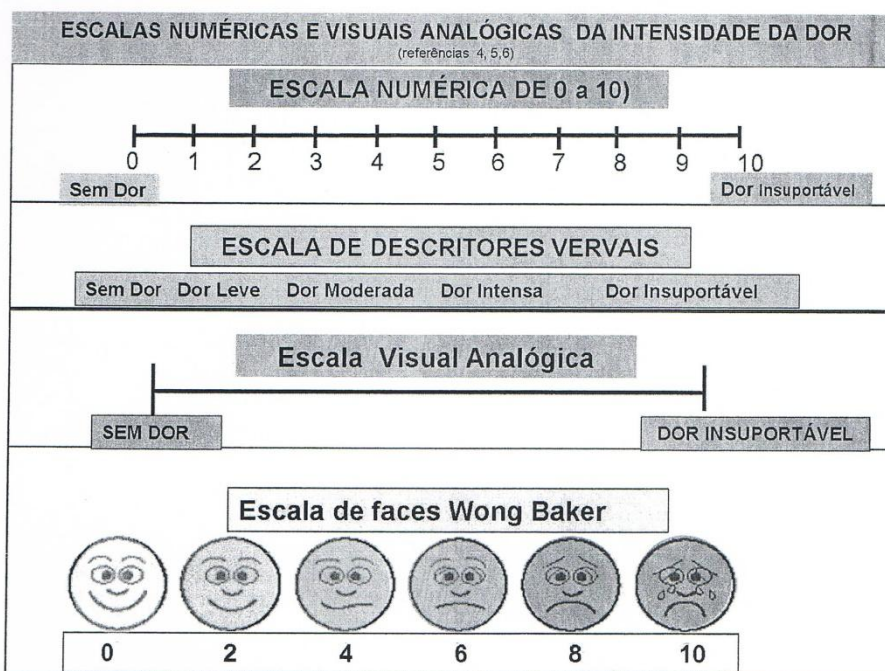 ESCALAS NUMÉRICAS E VISUAIS ANALÓGICAS DA INTENSIDADE DA DOR
(referências 4, 5,6)
ESCALA NUMÉRICA DE 0 a 10)
0 1 2 3 4 5 6 7 8 9 10
Sem Dor Dor Insuportável
ESCALA DE DESCRITORES VERVAIS
Sem Dor Dor Leve Dor Moderada Dor Intensa Dor Insuportável
Escala Visual Analógica
SEM DOR DOR INSUPORTÁVEL
Escala de faces Wong Baker
0 2 4 6 8 10